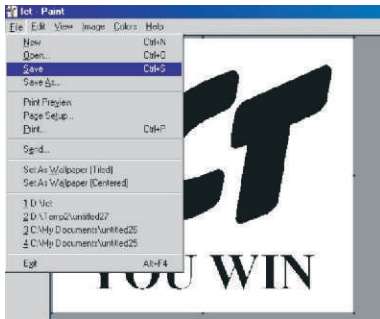 Ict - Paint
File Edit View Image Colors Help
New Ctrl+N
Open... Ctrl+O
Save Ctrl+S
Save As...
Print Preview
Page Setup...
Print... Ctrl+P
Send...
Set As Wallpaper (Tiled)
Set As Wallpaper (Centered)
1 D:\Ict
2 D:\Temp2\untitled27
3 C:\My Documents\untitled26
4 C:\My Documents\untitled25
Exit Alt+F4
CT
YOU WIN